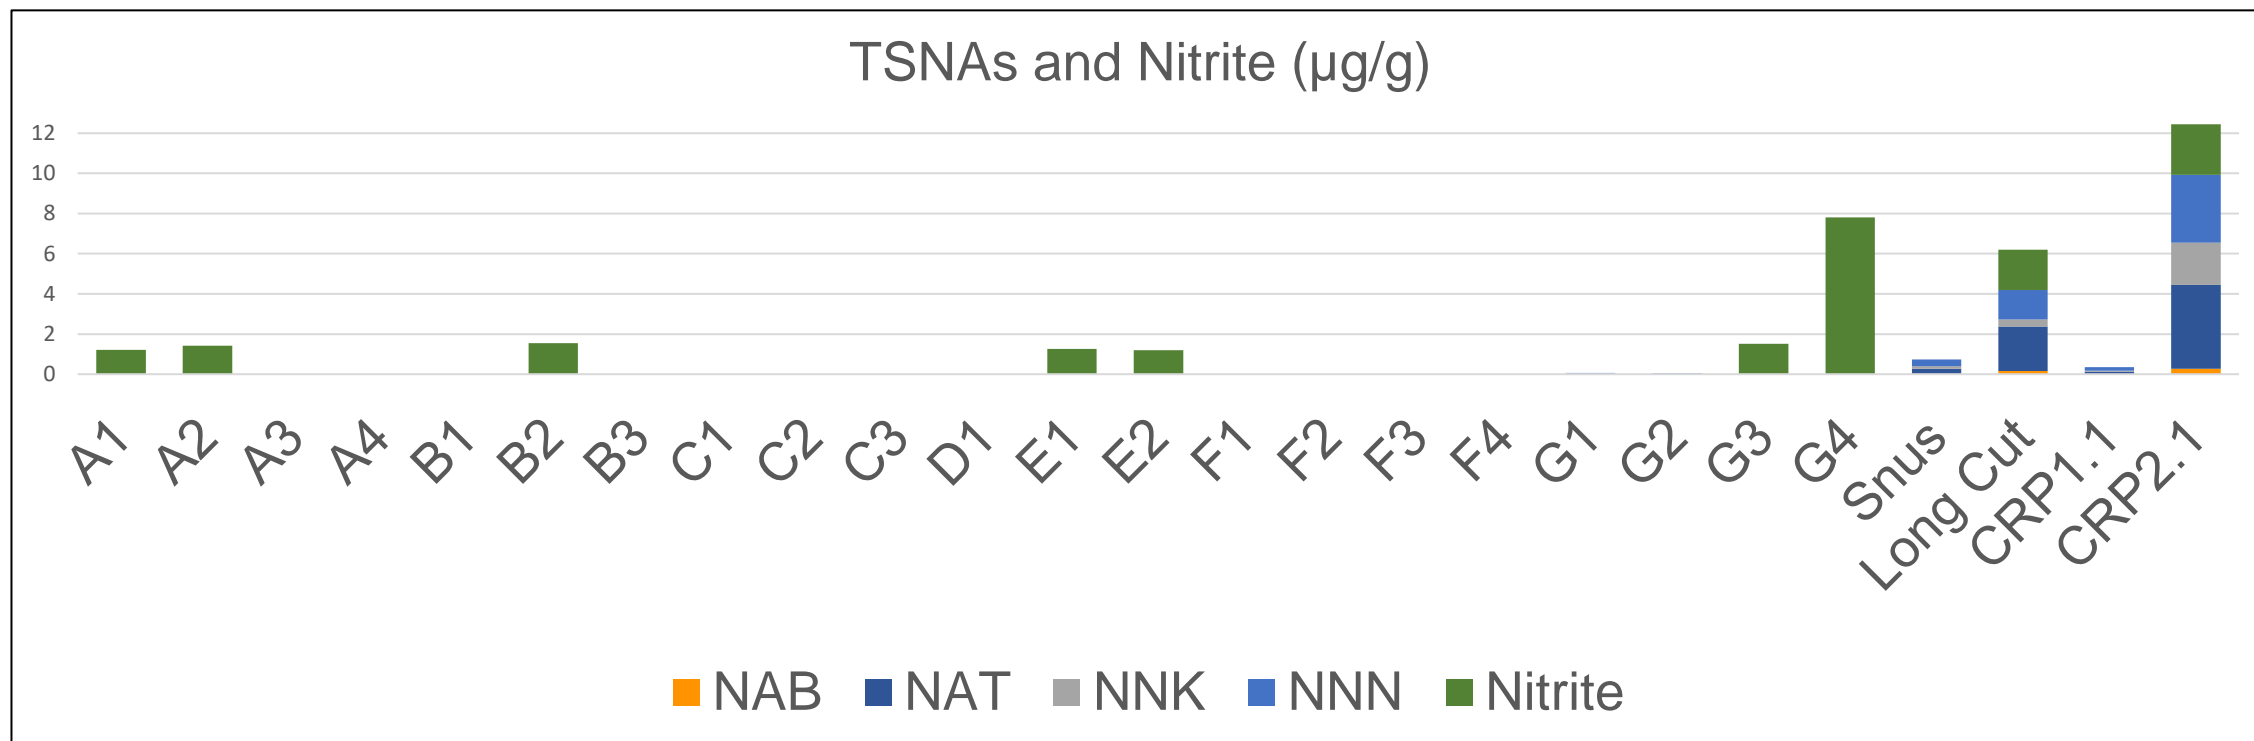 TSNAs and Nitrite (µg/g)
12
10
8
6
4
2
0
A1 A2 A3 A4 B1 B2 B3 C1 C2 C3 D1 E1 E2 F1 F2 F3 F4 G1 G2 G3 G4 Snus Long Cut CRP1.1 CRP2.1
NAB NAT NNK NNN Nitrite